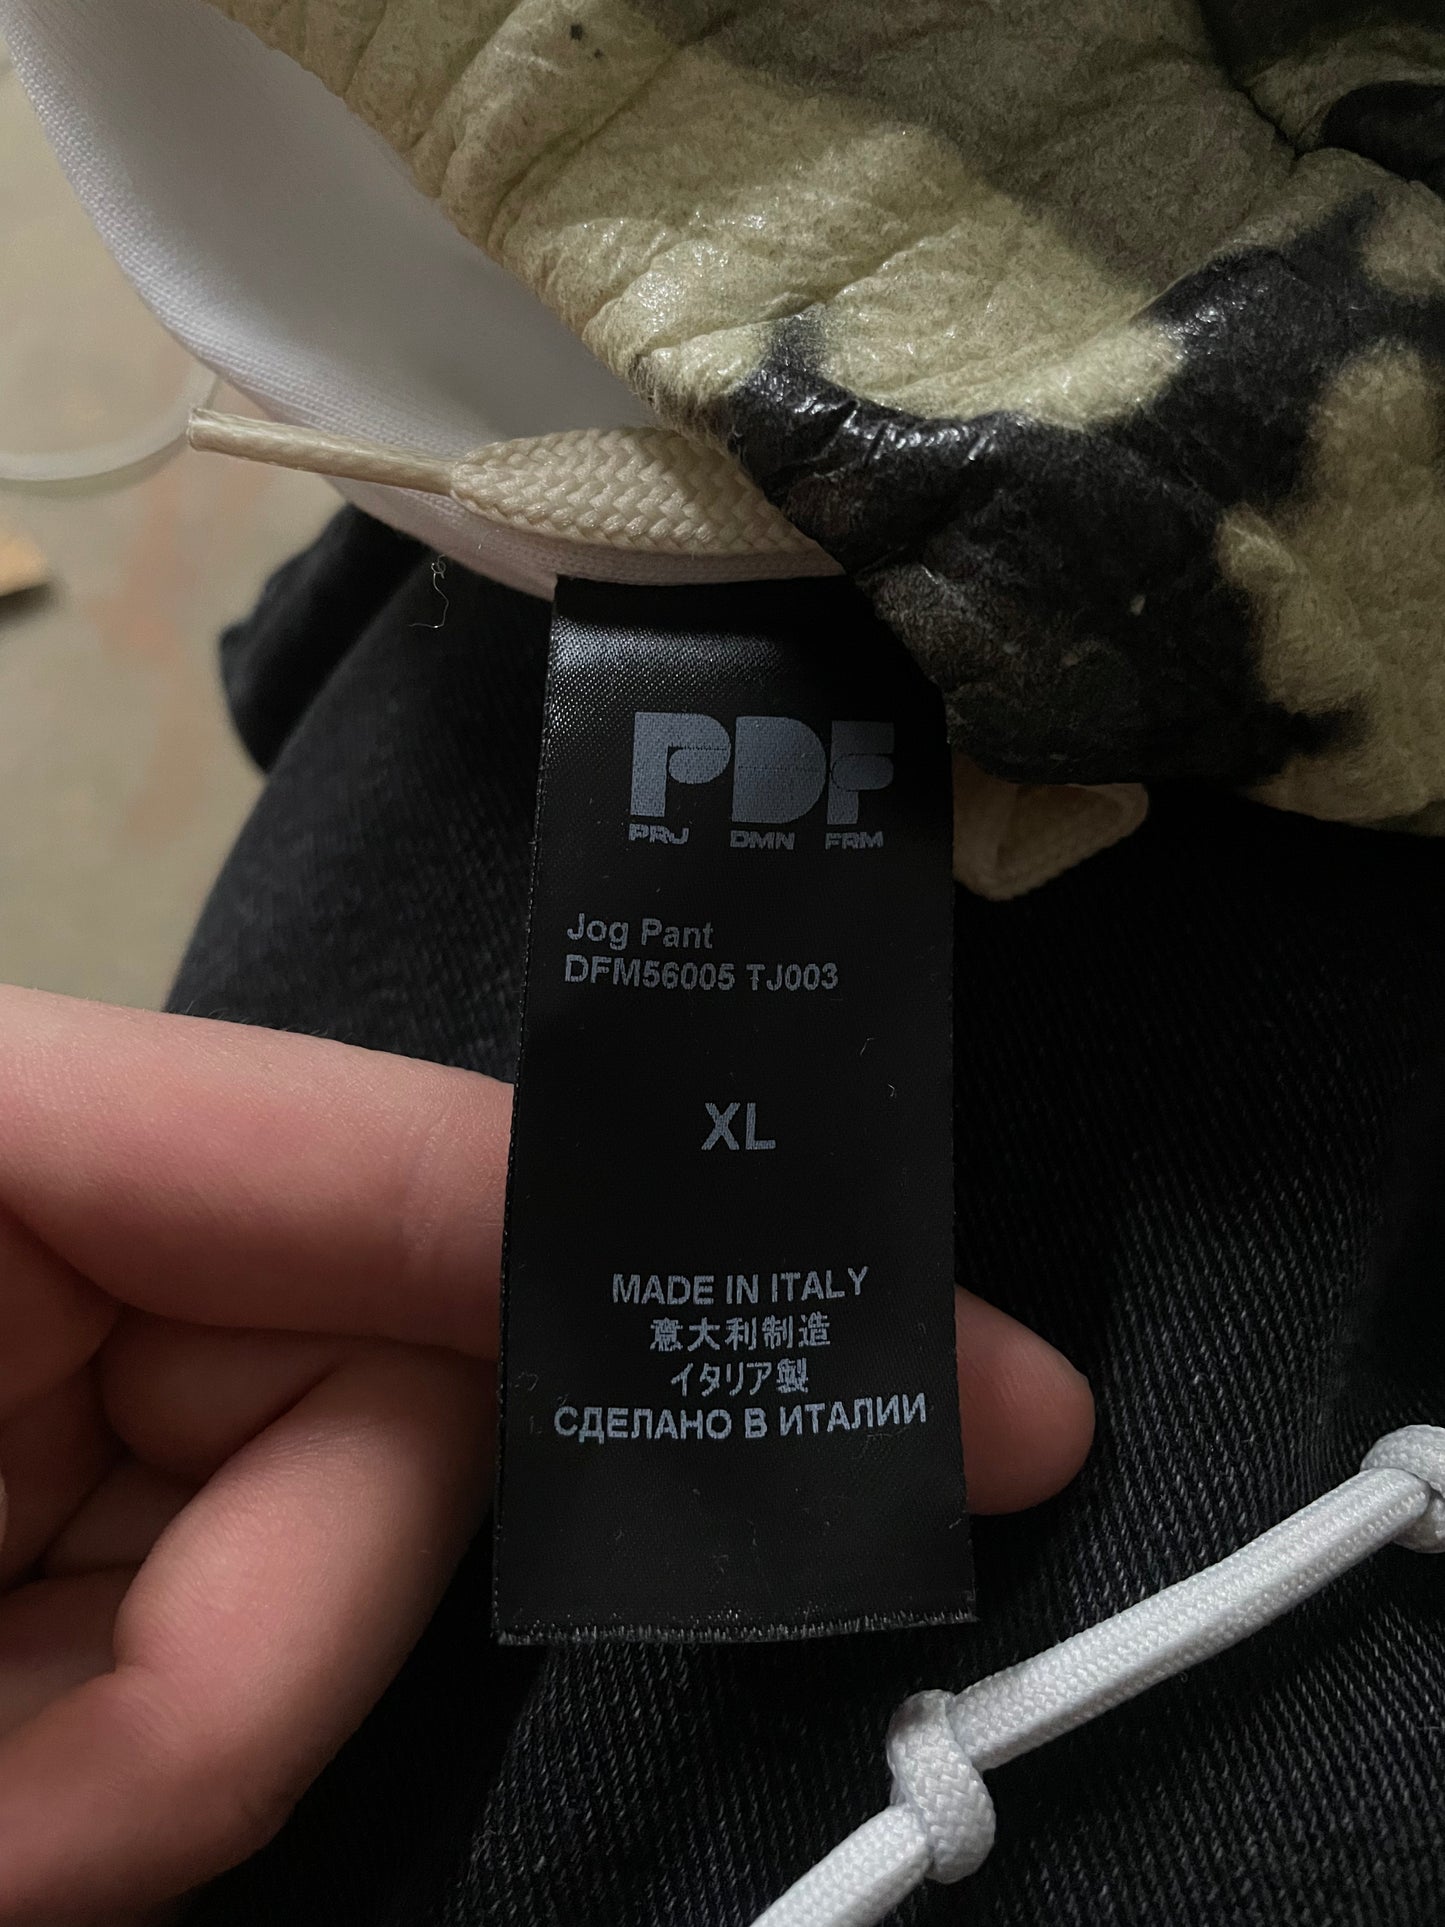 PDF
PRJ DMN FRM
Jog Pant
DFM56005 TJ003
XL
MADE IN ITALY
意大利制造
イタリア製
СДЕЛАНО В ИТАЛИИ